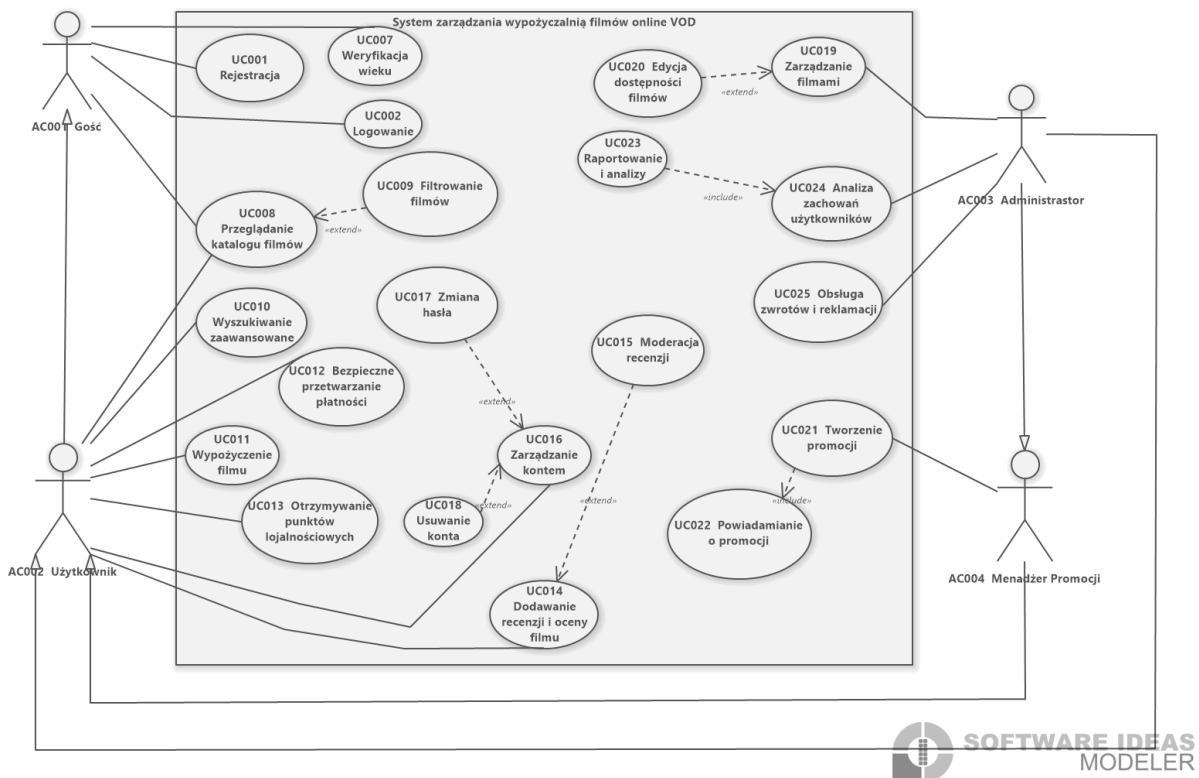 System zarządzania wypożyczalnią filmów online VOD
UC001
Rejestracja
UC007
Weryfikacja
wieku
UC002
Logowanie
UC009 Filtrowanie
filmów
«extend»
UC008
Przeglądanie
katalogu filmów
UC010
Wyszukiwanie
zaawansowane
UC017 Zmiana
hasła
«extend»
UC012 Bezpieczne
przetwarzanie
płatności
UC011
Wypożyczenie
filmu
UC013 Otrzymywanie
punktów
lojalnościowych
UC016
Zarządzanie
kontem
UC018
Usuwanie
konta
«extend»
UC014
Dodawanie
recenzji i oceny
filmu
UC015 Moderacja
recenzji
«extend»
UC020 Edycja
dostępności
filmów
«extend»
UC019
Zarządzanie
filmami
UC023
Raportowanie
i analizy
«include»
UC024 Analiza
zachowań
użytkowników
UC025 Obsługa
zwrotów i reklamacji
UC021 Tworzenie
promocji
«include»
UC022 Powiadamianie
o promocji
AC001 Gość
AC002 Użytkownik
AC003 Administrastor
AC004 Menadżer Promocji
SOFTWARE IDEAS
MODELER